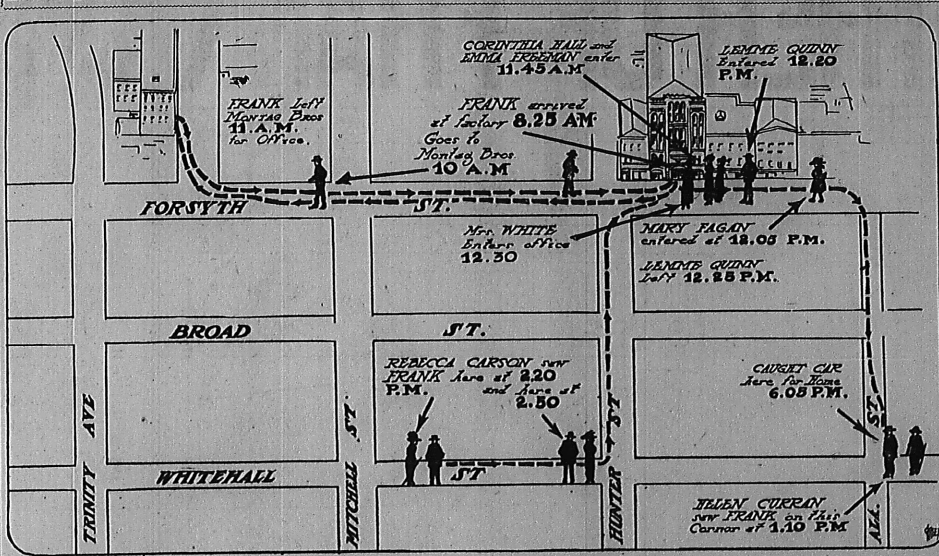 CORINTHIA HALL and
EMMA FREEMAN enter
11.45 A.M
LEMME QUINN
Entered 12.20
P.M.
FRANK Left
MONTAG BROS
11 A.M.
for Office.
FRANK arrived
at factory 8.25 AM
Goes to
Montag Bros.
10 A.M
FORSYTH ST.
Mrs. WHITE
Enters office
12.30
MARY FAGAN
entered at 12.05 P.M.
LEMME QUINN
Left 12.25 P.M.
BROAD ST.
REBECCA CARSON saw
FRANK here at 2.20
P.M. and here at
2.50
CAUGHT CAR
here for Home
6.05 P.M.
TRINITY AVE
MITCHELL ST
HUNTER ST
ALA. ST
WHITEHALL ST
HELEN CURRAN
saw FRANK on this
Cornor at 1.10 P.M